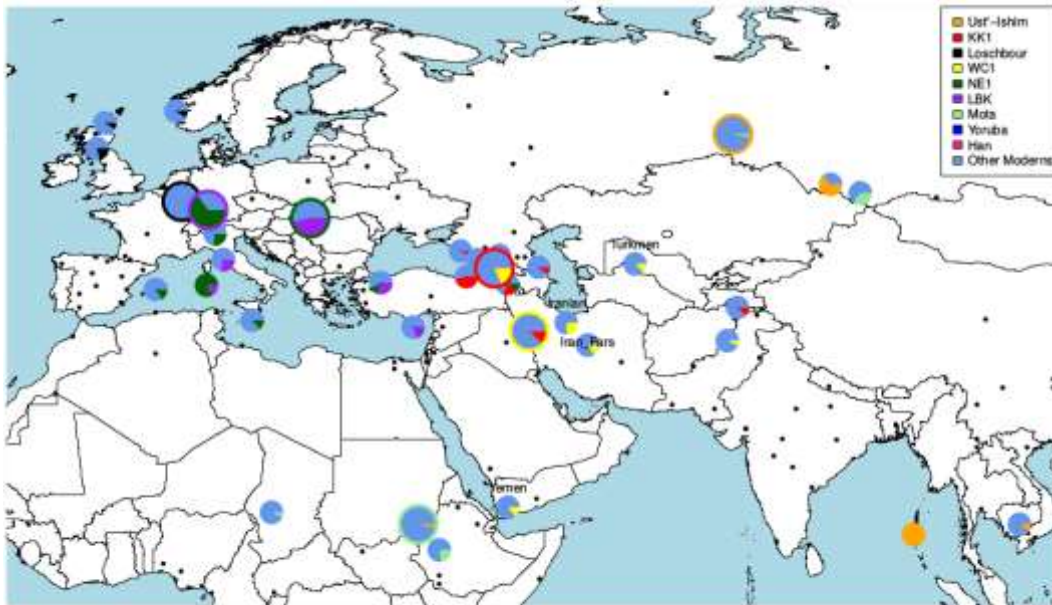 Ust'-Ishim
KK1
Loschbour
WC1
NE1
LBK
Mota
Yoruba
Han
Other Moderns
Turkmen
Iranian
Iran_Fars
Yemen